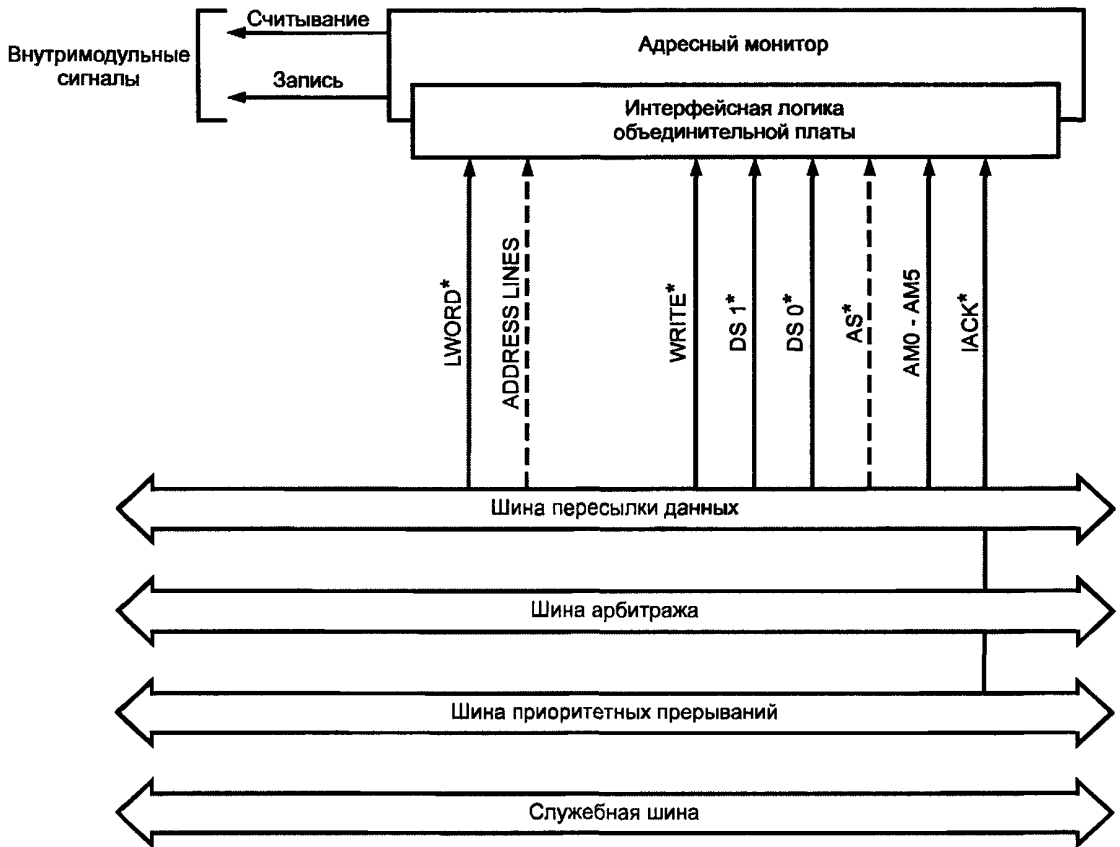 Считывание
Внутримодульные
сигналы
Запись
Адресный монитор
Интерфейсная логика
объединительной платы
LWORD*
ADDRESS LINES
WRITE*
DS 1*
DS 0*
AS*
AM0 - AM5
IACK*
Шина пересылки данных
Шина арбитража
Шина приоритетных прерываний
Служебная шина